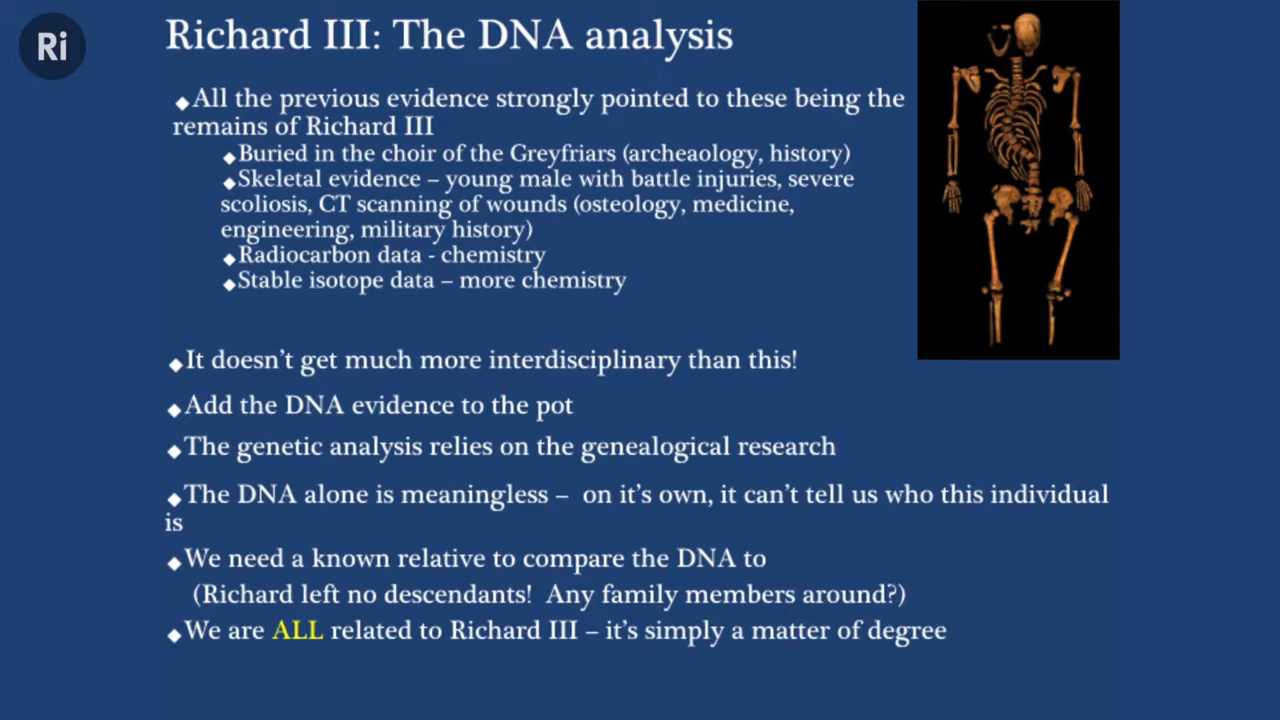 Ri
Richard III: The DNA analysis
◆All the previous evidence strongly pointed to these being the
remains of Richard III
◆Buried in the choir of the Greyfriars (archeaology, history)
◆Skeletal evidence – young male with battle injuries, severe
scoliosis, CT scanning of wounds (osteology, medicine,
engineering, military history)
◆Radiocarbon data - chemistry
◆Stable isotope data – more chemistry
◆It doesn't get much more interdisciplinary than this!
◆Add the DNA evidence to the pot
◆The genetic analysis relies on the genealogical research
◆The DNA alone is meaningless – on it's own, it can't tell us who this individual
is
◆We need a known relative to compare the DNA to
(Richard left no descendants! Any family members around?)
◆We are ALL related to Richard III – it's simply a matter of degree